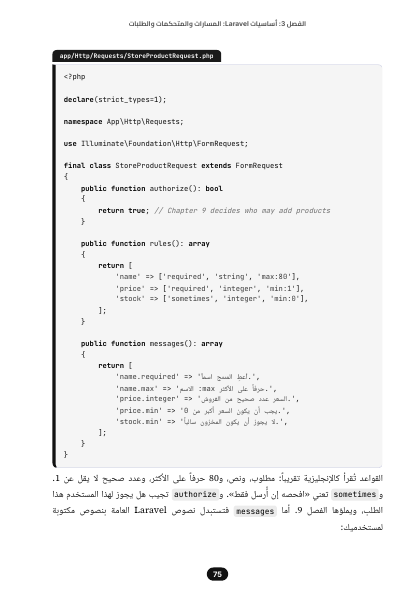 الفصل 3: أساسيات Laravel: المسارات والمتحكمات والطلبات
app/Http/Requests/StoreProductRequest.php
<?php
declare(strict_types=1);
namespace App\Http\Requests;
use Illuminate\Foundation\Http\FormRequest;
final class StoreProductRequest extends FormRequest
{
    public function authorize(): bool
    {
        return true; // Chapter 9 decides who may add products
    }
    public function rules(): array
    {
        return [
            'name' => ['required', 'string', 'max:80'],
            'price' => ['required', 'integer', 'min:1'],
            'stock' => ['sometimes', 'integer', 'min:0'],
        ];
    }
    public function messages(): array
    {
        return [
            'name.required' => 'أعطِ المنتج اسماً.',
            'name.max' => 'الاسم :max حرفاً على الأكثر.',
            'price.integer' => 'السعر عدد صحيح من القروش.',
            'price.min' => 'يجب أن يكون السعر أكبر من 0.',
            'stock.min' => 'لا يجوز أن يكون المخزون سالباً.',
        ];
    }
}
القواعد تُقرأ كالإنجليزية تقريباً: مطلوب، ونص، و80 حرفاً على الأكثر، وعدد صحيح لا يقل عن 1.
و sometimes تعني «افحصه إن أُرسل فقط». و authorize تجيب هل يجوز لهذا المستخدم هذا
الطلب، ويملؤها الفصل 9. أما messages فتستبدل نصوص Laravel العامة بنصوص مكتوبة
لمستخدميك:
75